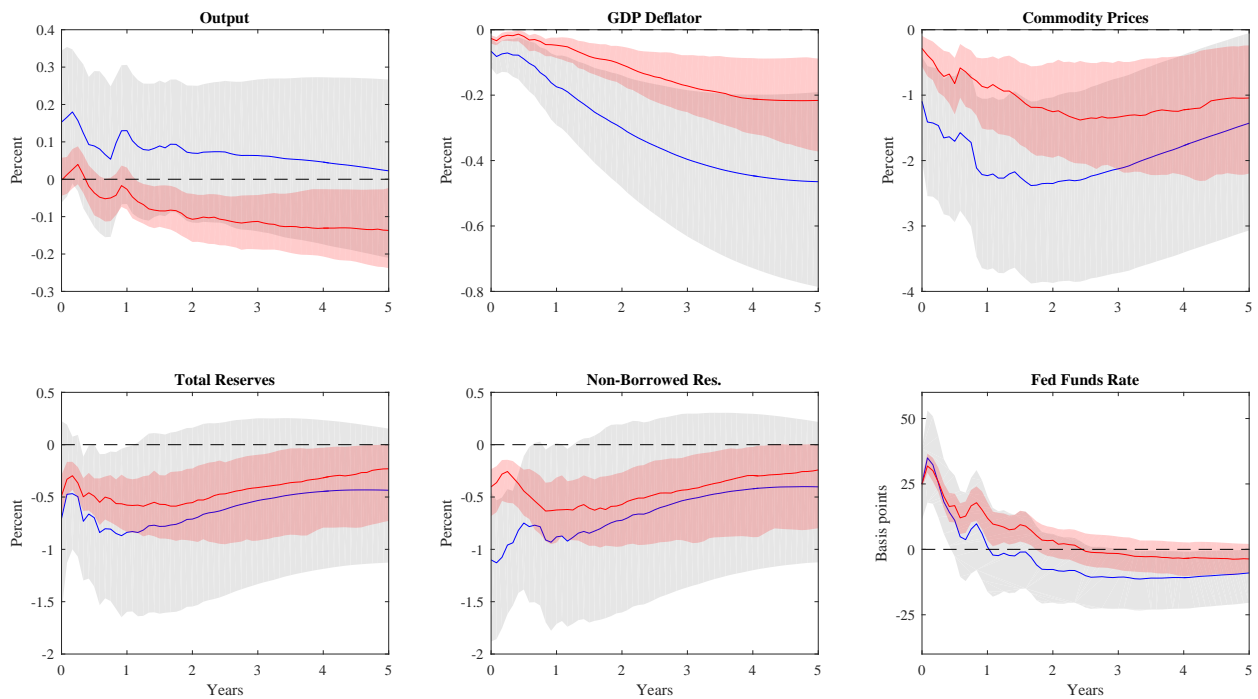 Output
GDP Deflator
Commodity Prices
Percent
0.4
0.3
0.2
0.1
0
-0.1
-0.2
-0.3
0 1 2 3 4 5
Percent
0
-0.2
-0.4
-0.6
-0.8
0 1 2 3 4 5
Percent
0
-1
-2
-3
-4
0 1 2 3 4 5
Total Reserves
Non-Borrowed Res.
Fed Funds Rate
Percent
0.5
0
-0.5
-1
-1.5
-2
0 1 2 3 4 5
Years
Percent
0.5
0
-0.5
-1
-1.5
-2
0 1 2 3 4 5
Years
Basis points
50
25
0
-25
0 1 2 3 4 5
Years